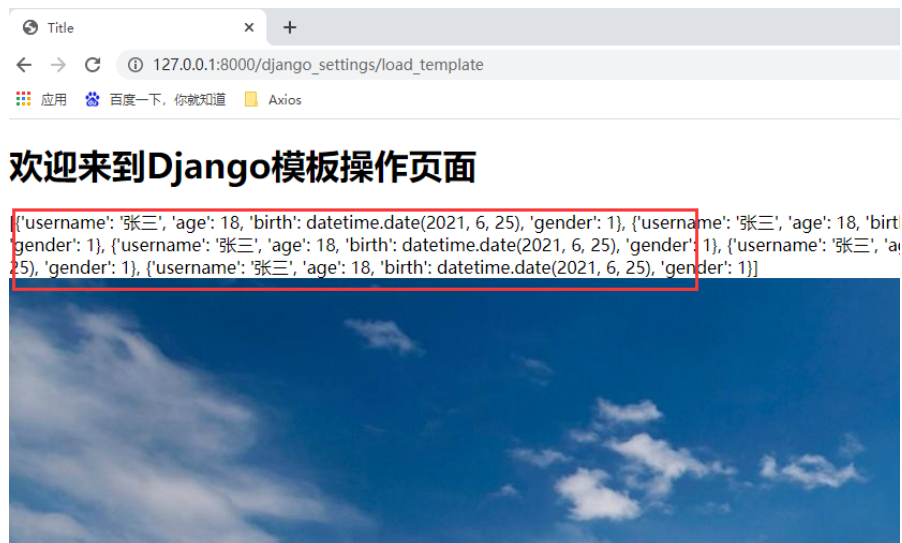 Title
127.0.0.1:8000/django_settings/load_template
应用 百度一下，你就知道 Axios
欢迎来到Django模板操作页面
[{'username': '张三', 'age': 18, 'birth': datetime.date(2021, 6, 25), 'gender': 1}, {'username': '张三', 'age': 18, 'birt
'gender': 1}, {'username': '张三', 'age': 18, 'birth': datetime.date(2021, 6, 25), 'gender': 1}, {'username': '张三', 'a
25), 'gender': 1}, {'username': '张三', 'age': 18, 'birth': datetime.date(2021, 6, 25), 'gender': 1}]